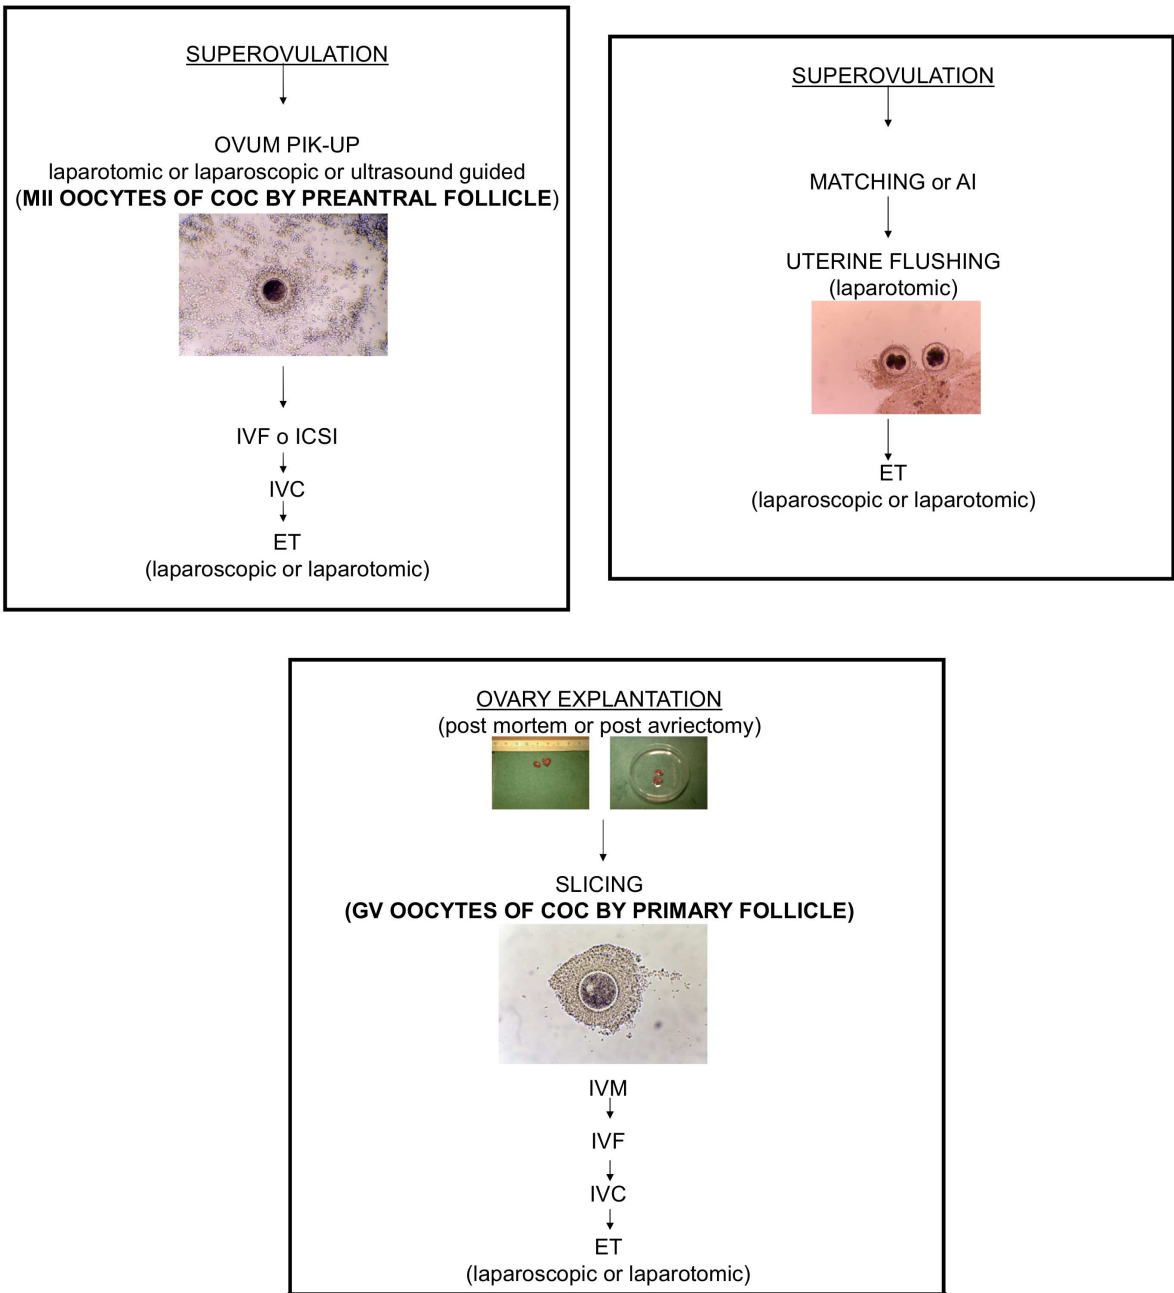 SUPEROVULATION
OVUM PIK-UP
laparotomic or laparoscopic or ultrasound guided
(MII OOCYTES OF COC BY PREANTRAL FOLLICLE)
IVF o ICSI
IVC
ET
(laparoscopic or laparotomic)
SUPEROVULATION
MATCHING or AI
UTERINE FLUSHING
(laparotomic)
ET
(laparoscopic or laparotomic)
OVARY EXPLANTATION
(post mortem or post avriectomy)
SLICING
(GV OOCYTES OF COC BY PRIMARY FOLLICLE)
IVM
IVF
IVC
ET
(laparoscopic or laparotomic)